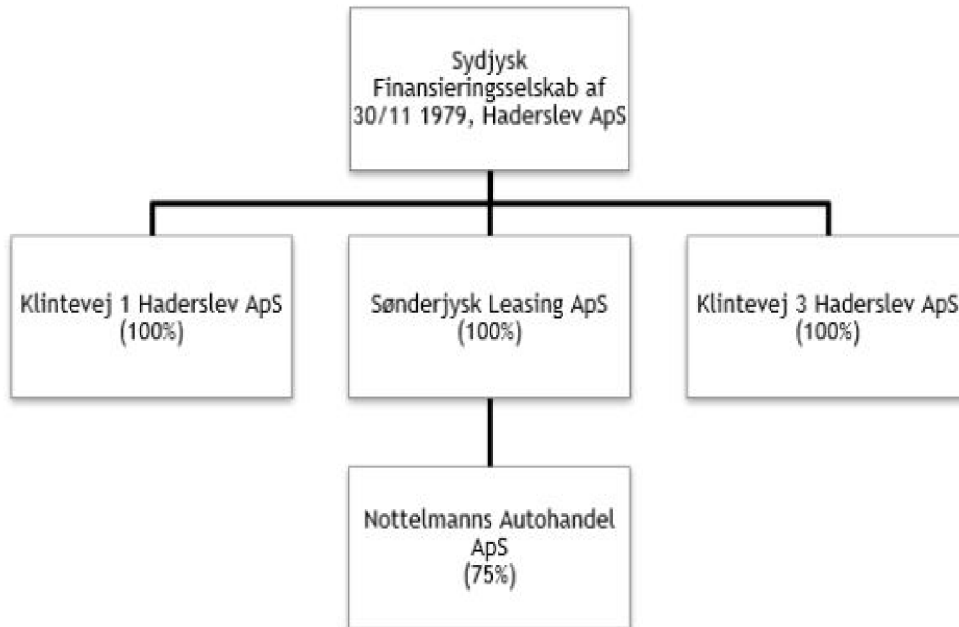 Sydjysk
Finansieringsselskab af
30/11 1979, Haderslev ApS
Klintevej 1 Haderslev ApS
(100%)
Sønderjysk Leasing ApS
(100%)
Klintevej 3 Haderslev ApS
(100%)
Nottelmanns Autohandel
ApS
(75%)